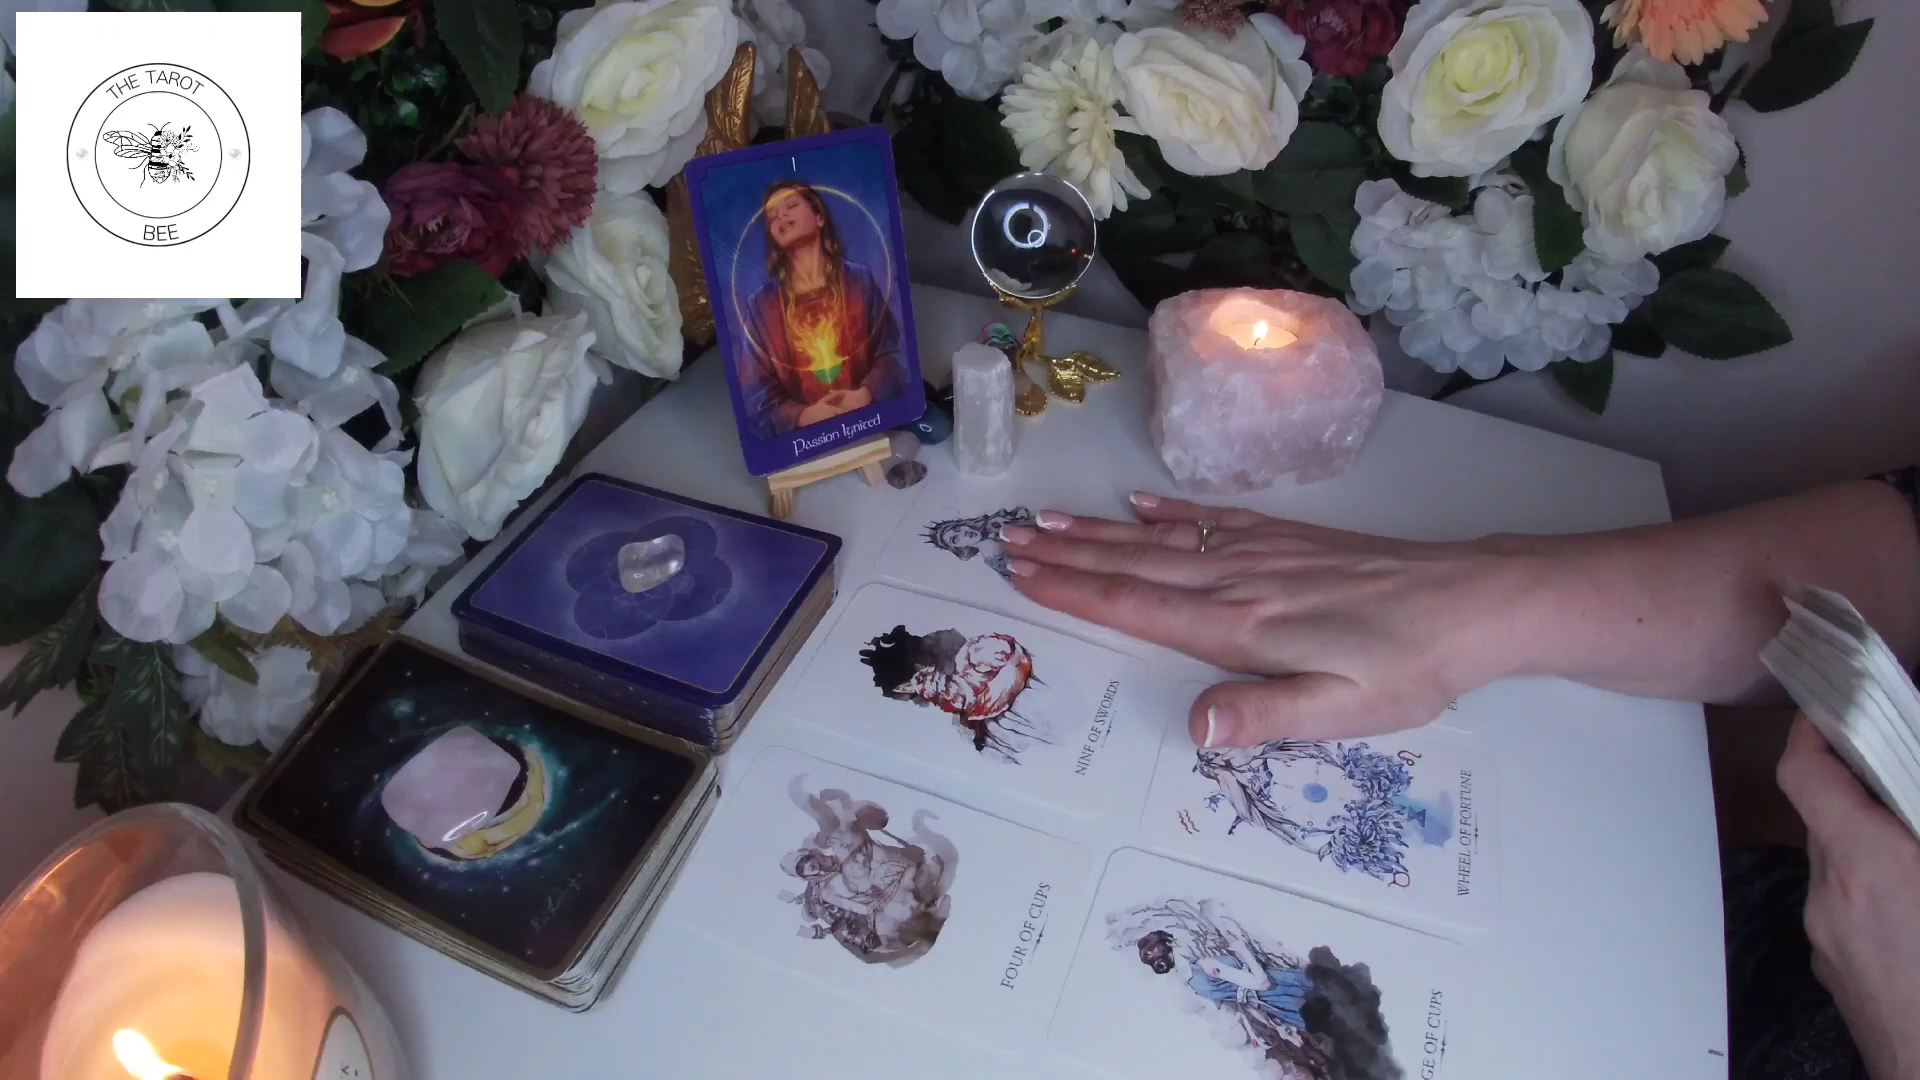 THE TAROT
BEE
I
Passion Ignited
NINE OF SWORDS
WHEEL OF FORTUNE
FOUR OF CUPS
GE OF CUPS